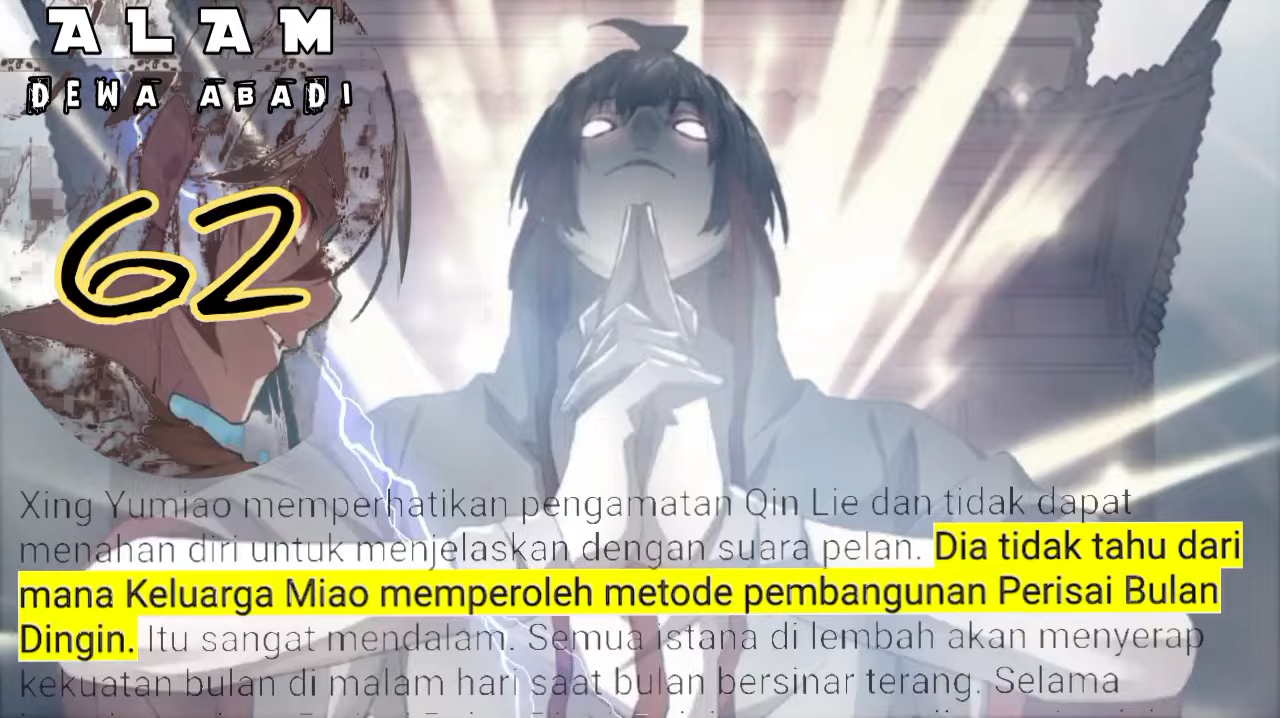 ALAM
DEWA ABADI
62
Xing Yumiao memperhatikan pengamatan Qin Lie dan tidak dapat
menahan diri untuk menjelaskan dengan suara pelan. Dia tidak tahu dari
mana Keluarga Miao memperoleh metode pembangunan Perisai Bulan
Dingin. Itu sangat mendalam. Semua istana di lembah akan menyerap
kekuatan bulan di malam hari saat bulan bersinar terang. Selama